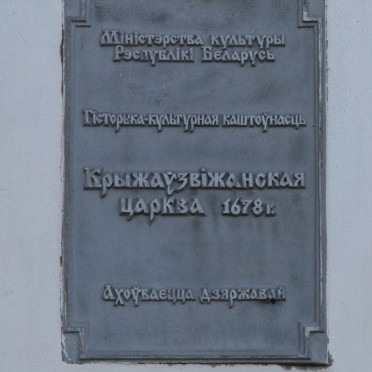 Міністэрства культуры
Рэспублікі Беларусь
Гісторыка-культурная каштоўнасць
Крыжаўзвіжанская
царква 1678 г.
Ахоўваецца дзяржавай